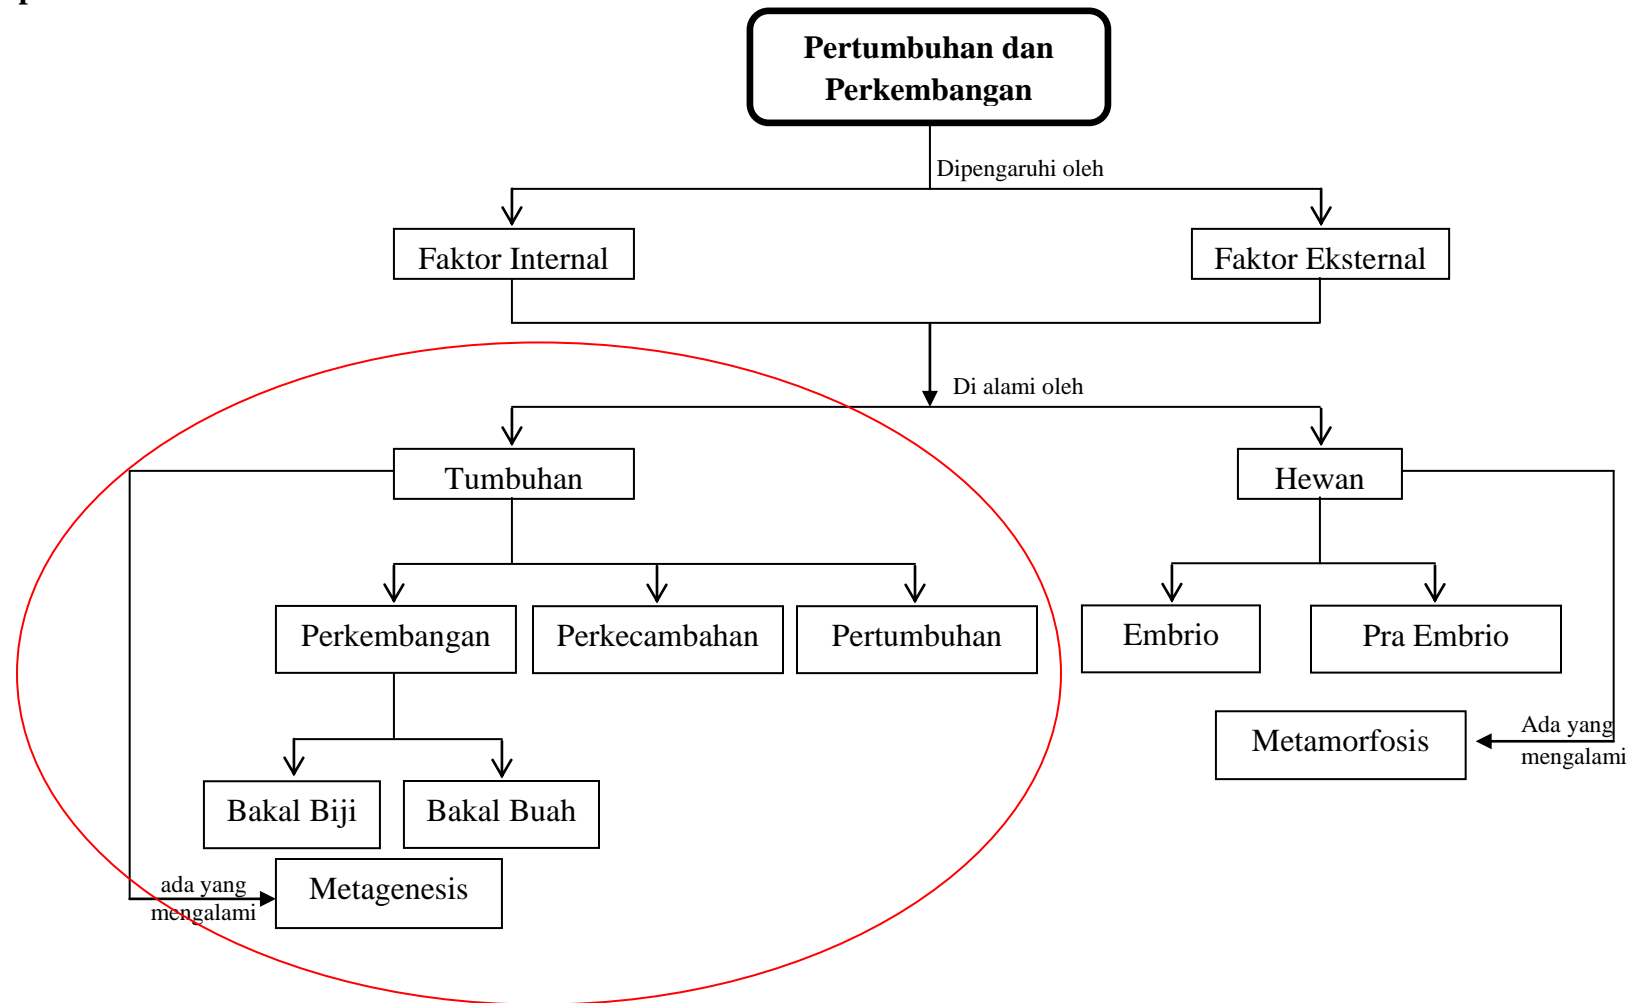 Pertumbuhan dan
Perkembangan
Dipengaruhi oleh
Faktor Internal
Faktor Eksternal
Di alami oleh
Tumbuhan
Hewan
Perkembangan
Perkecambahan
Pertumbuhan
Embrio
Pra Embrio
Metamorfosis
Ada yang
mengalami
Bakal Biji
Bakal Buah
ada yang
mengalami
Metagenesis